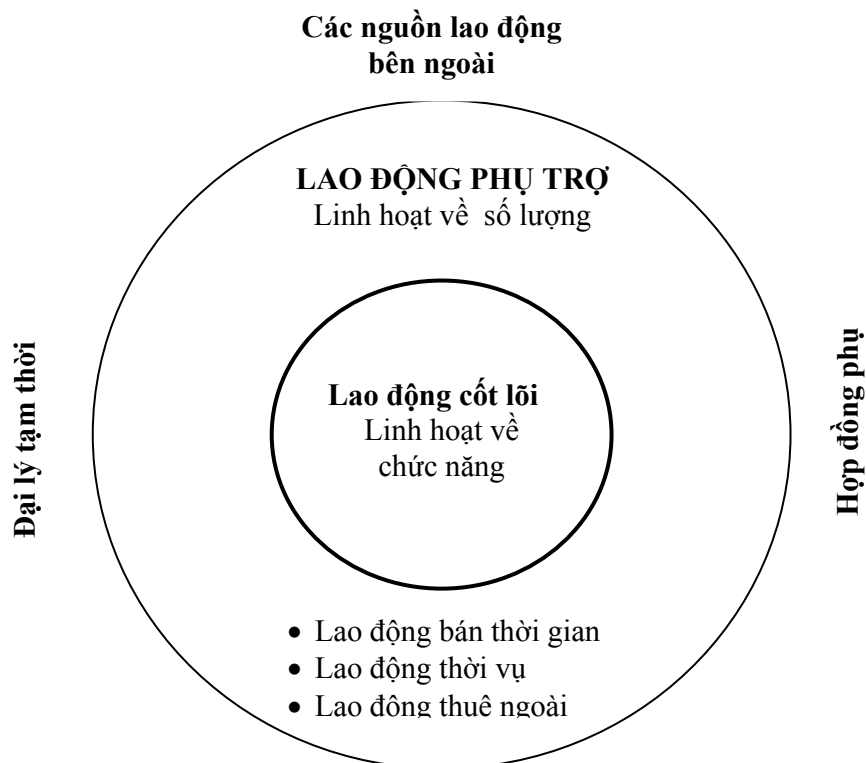 Các nguồn lao động
bên ngoài
LAO ĐỘNG PHỤ TRỢ
Linh hoạt về số lượng
Đại lý tạm thời
Lao động cốt lõi
Linh hoạt về
chức năng
Hợp đồng phụ
• Lao động bán thời gian
• Lao động thời vụ
• Lao động thuê ngoài